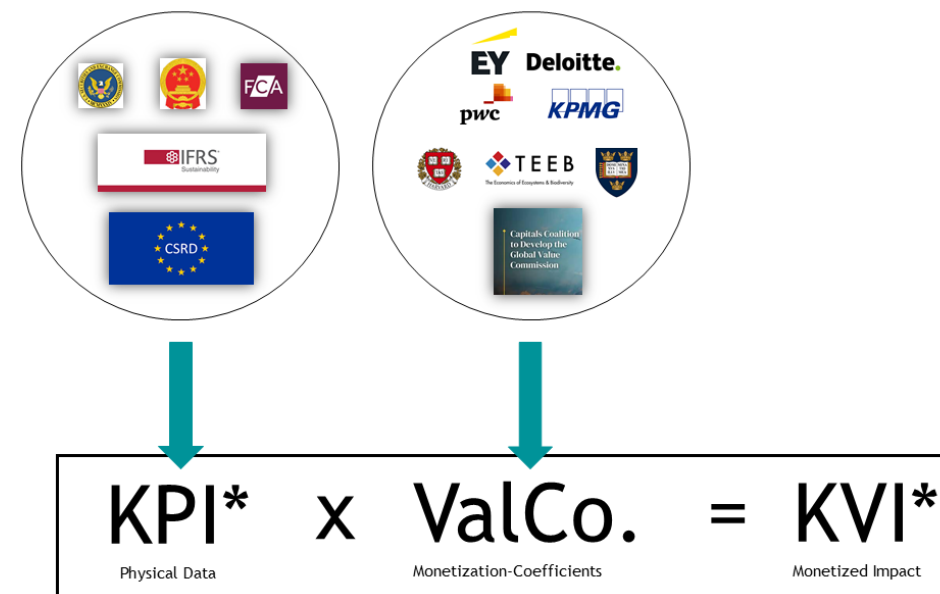 FCA
IFRS
Sustainability
CSRD
EY Deloitte.
pwc KPMG
TEEB
The Economics of Ecosystems & Biodiversity
Capitals Coalition
to Develop the
Global Value
Commission
KPI* x ValCo. = KVI*
Physical Data Monetization-Coefficients Monetized Impact